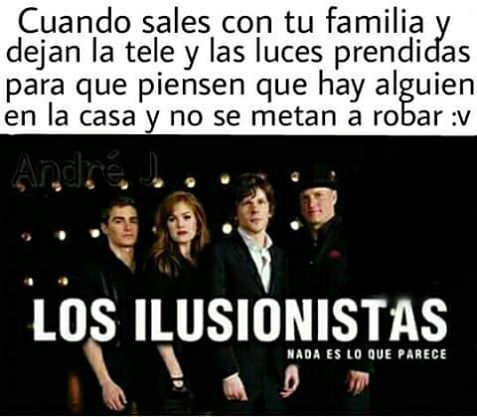 Cuando sales con tu familia y
dejan la tele y las luces prendidas
para que piensen que hay alguien
en la casa y no se metan a robar :v
André J
LOS ILUSIONISTAS
NADA ES LO QUE PARECE